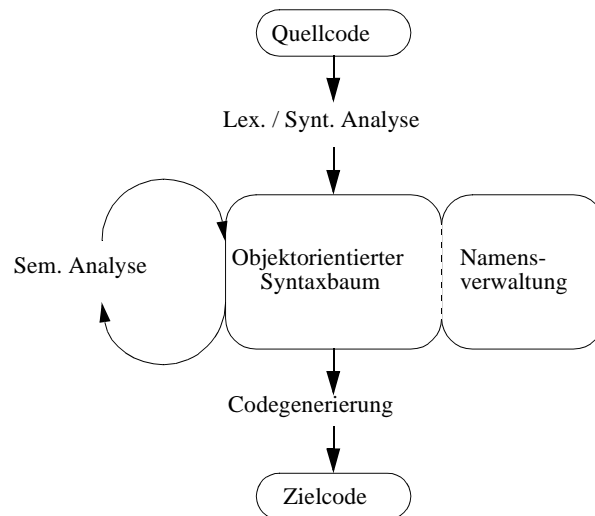 Quellcode
Lex. / Synt. Analyse
Sem. Analyse
Objektorientierter
Syntaxbaum
Namens-
verwaltung
Codegenerierung
Zielcode